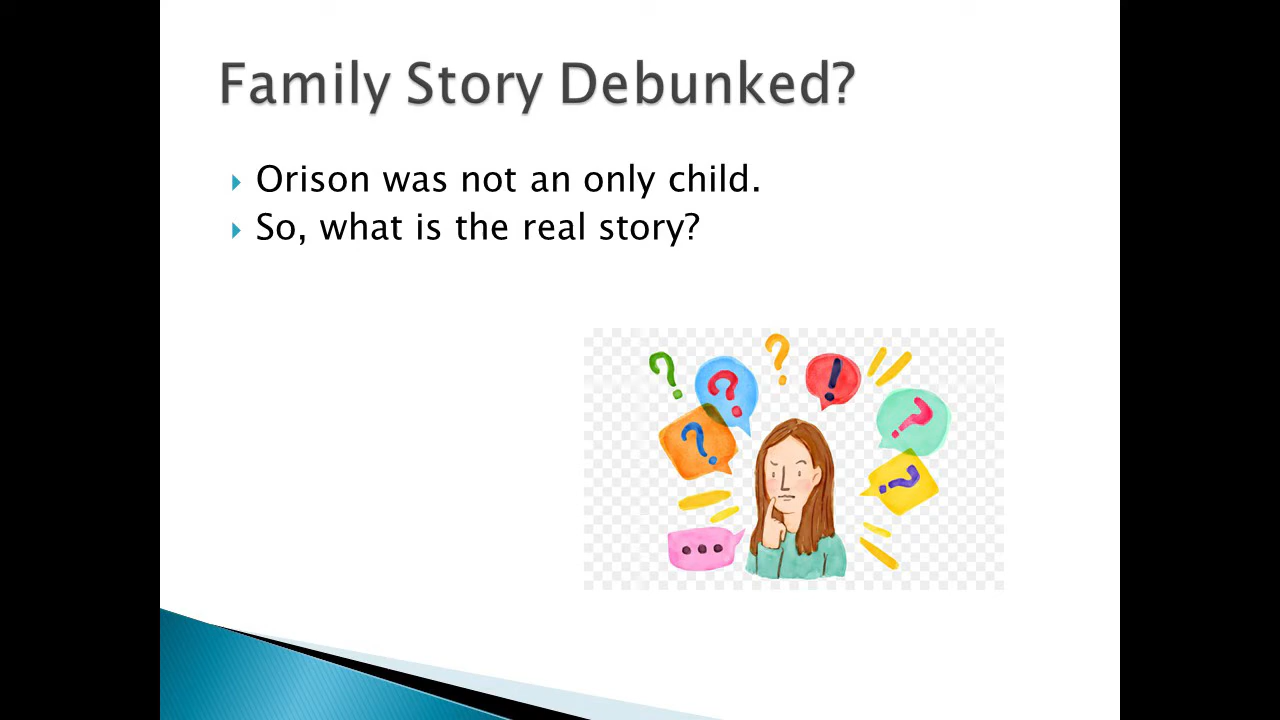 Family Story Debunked?
Orison was not an only child.
So, what is the real story?